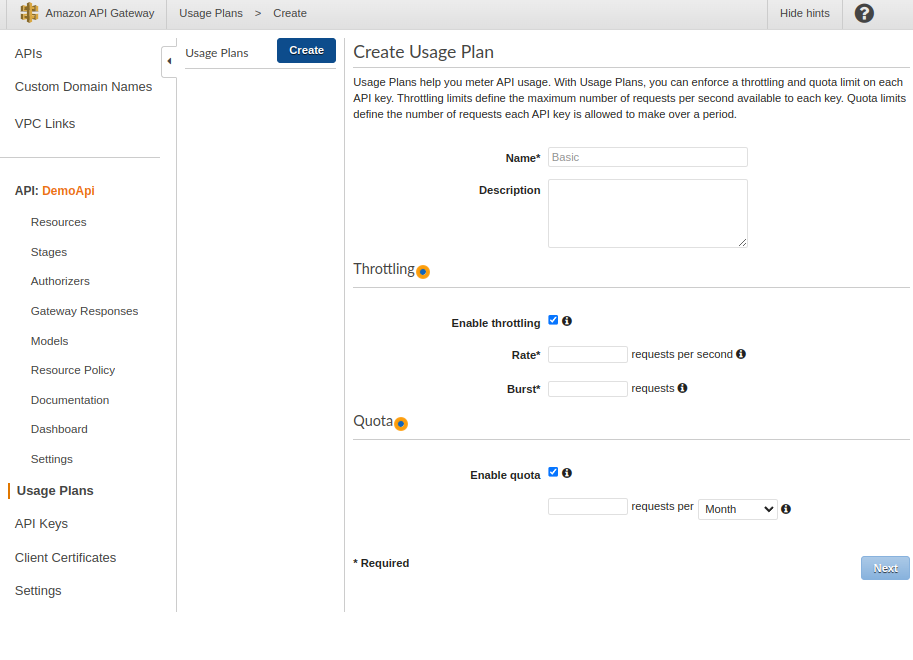 Amazon API Gateway
Usage Plans > Create
Hide hints
?
APIs
Custom Domain Names
VPC Links
API: DemoApi
Resources
Stages
Authorizers
Gateway Responses
Models
Resource Policy
Documentation
Dashboard
Settings
Usage Plans
API Keys
Client Certificates
Settings
Usage Plans
Create
Create Usage Plan
Usage Plans help you meter API usage. With Usage Plans, you can enforce a throttling and quota limit on each
API key. Throttling limits define the maximum number of requests per second available to each key. Quota limits
define the number of requests each API key is allowed to make over a period.
Name* Basic
Description
Throttling
Enable throttling
Rate* requests per second
Burst* requests
Quota
Enable quota
requests per Month
* Required
Next